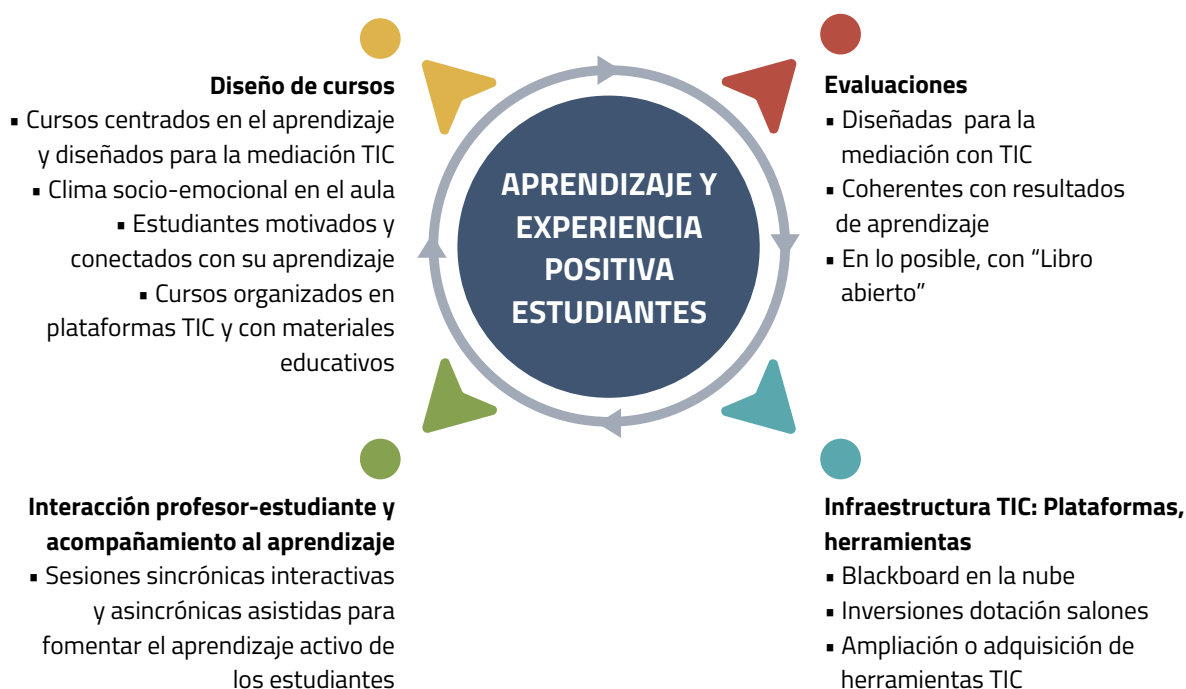 Diseño de cursos
▪ Cursos centrados en el aprendizaje
y diseñados para la mediación TIC
▪ Clima socio-emocional en el aula
▪ Estudiantes motivados y
conectados con su aprendizaje
▪ Cursos organizados en
plataformas TIC y con materiales
educativos
APRENDIZAJE Y
EXPERIENCIA
POSITIVA
ESTUDIANTES
Evaluaciones
▪ Diseñadas para la
mediación con TIC
▪ Coherentes con resultados
de aprendizaje
▪ En lo posible, con “Libro
abierto”
Interacción profesor-estudiante y
acompañamiento al aprendizaje
▪ Sesiones sincrónicas interactivas
y asincrónicas asistidas para
fomentar el aprendizaje activo de
los estudiantes
Infraestructura TIC: Plataformas,
herramientas
▪ Blackboard en la nube
▪ Inversiones dotación salones
▪ Ampliación o adquisición de
herramientas TIC